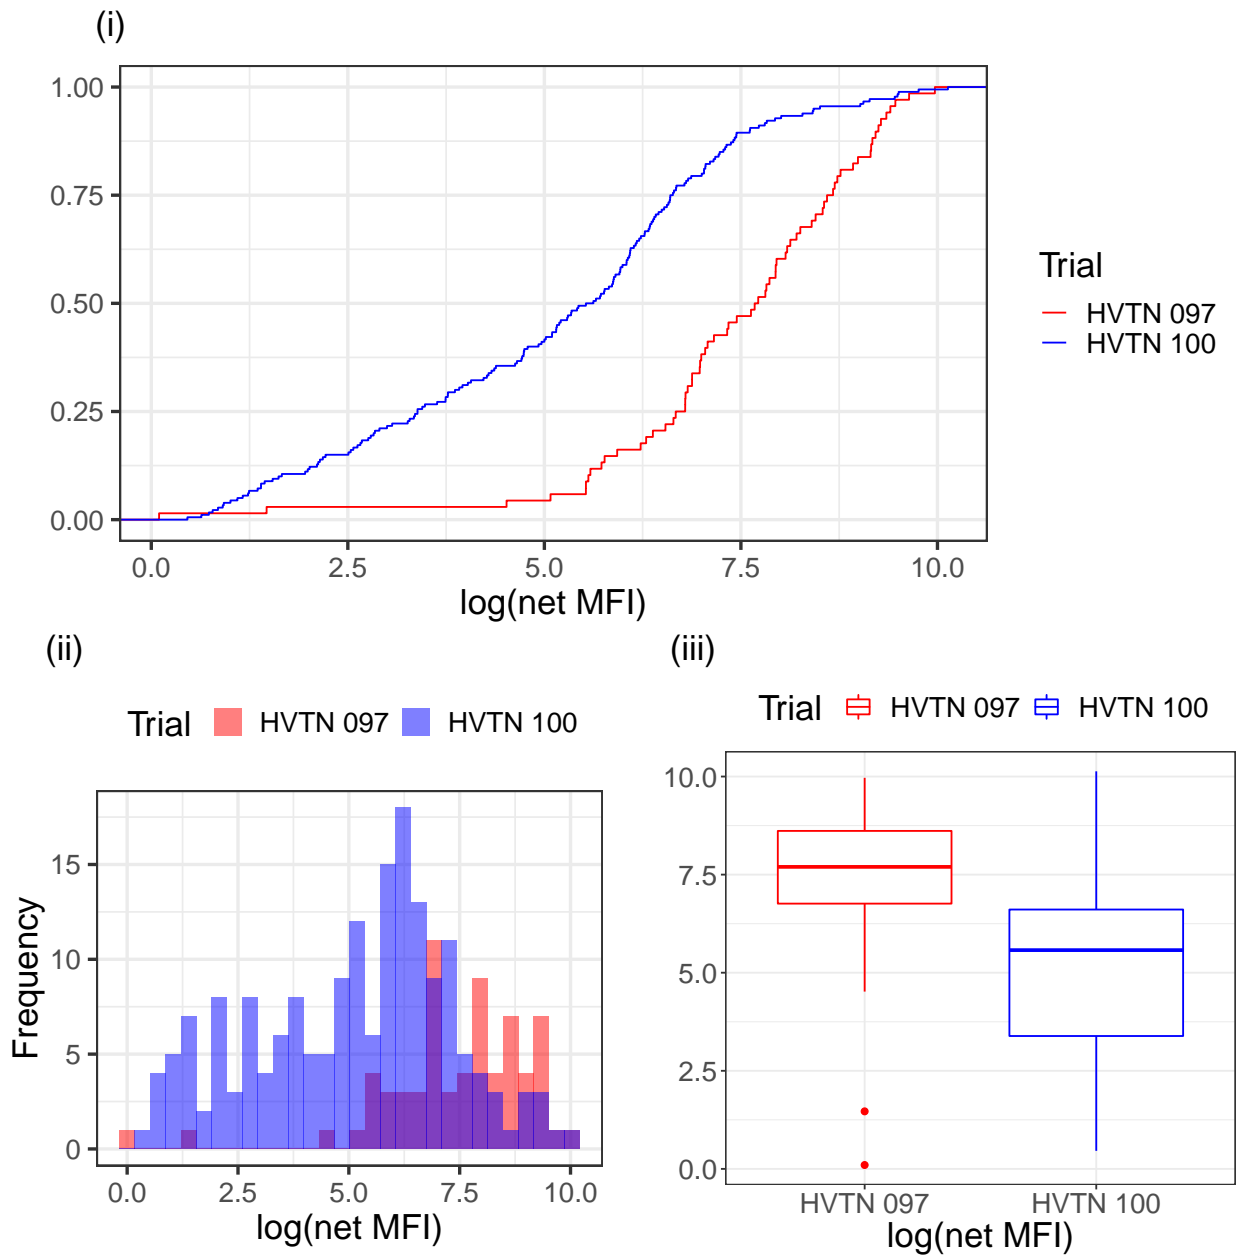 (i)
1.00
0.75
0.50
0.25
0.00
0.0 2.5 5.0 7.5 10.0
log(net MFI)
Trial
HVTN 097
HVTN 100
(ii)
Trial HVTN 097 HVTN 100
Frequency
15
10
5
0
0.0 2.5 5.0 7.5 10.0
log(net MFI)
(iii)
Trial HVTN 097 HVTN 100
10.0
7.5
5.0
2.5
0.0
HVTN 097 HVTN 100
log(net MFI)